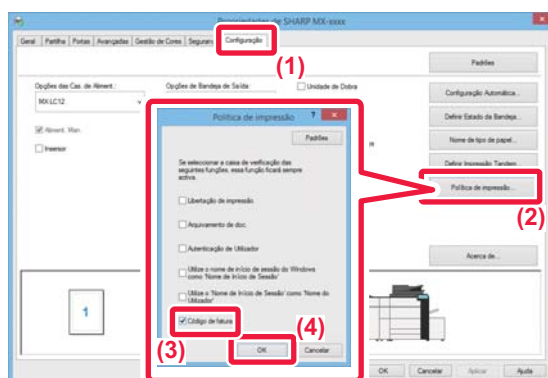 Propriedades de SHARP MX-xxxx
Geral Partilha Portas Avançadas Gestão de Cores Seguran Configuração
(1)
Padrões
Opções das Cas. de Aliment.:
Opções de Bandeja de Saída:
Unidade de Dobra
MX-LC12
Configuração Automática...
Aliment. Man.
Insersor
Definir Estado da Bandeja...
Nome de tipo de papel...
Definir Impressão Tandem...
Política de impressão...
(2)
Acerca de...
Política de impressão
Padrões
Se seleccionar a caixa de verificação das
seguintes funções, essa função ficará sempre
activa.
Libertação de impressão
Arquivamento de doc.
Autenticação de Utilizador
Utilize o nome de início de sessão do Windows
como 'Nome de Início de Sessão'
Utilize o 'Nome de Início de Sessão' como 'Nome do
Utilizador'
Código de fatura
(3)
(4)
OK Cancelar
1
OK Cancelar Aplicar Ajuda